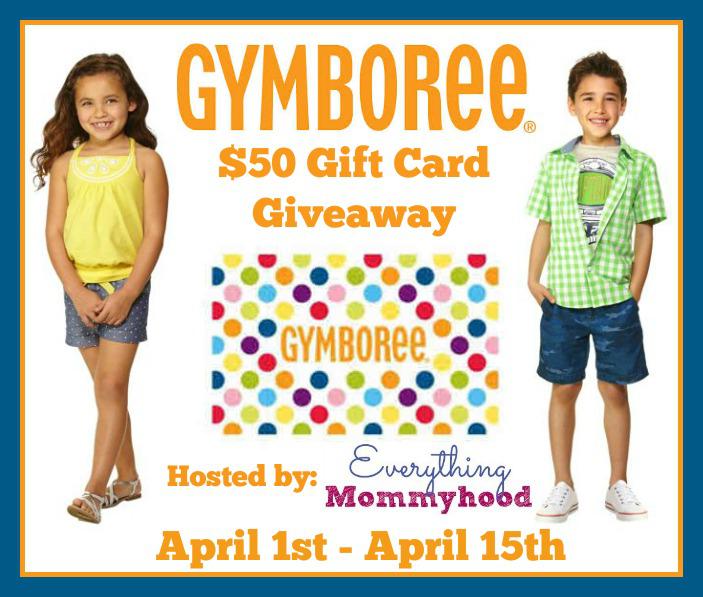 GYMBOREE®
$50 Gift Card
Giveaway
GYMBOREE
Hosted by: Everything
Mommyhood
April 1st - April 15th